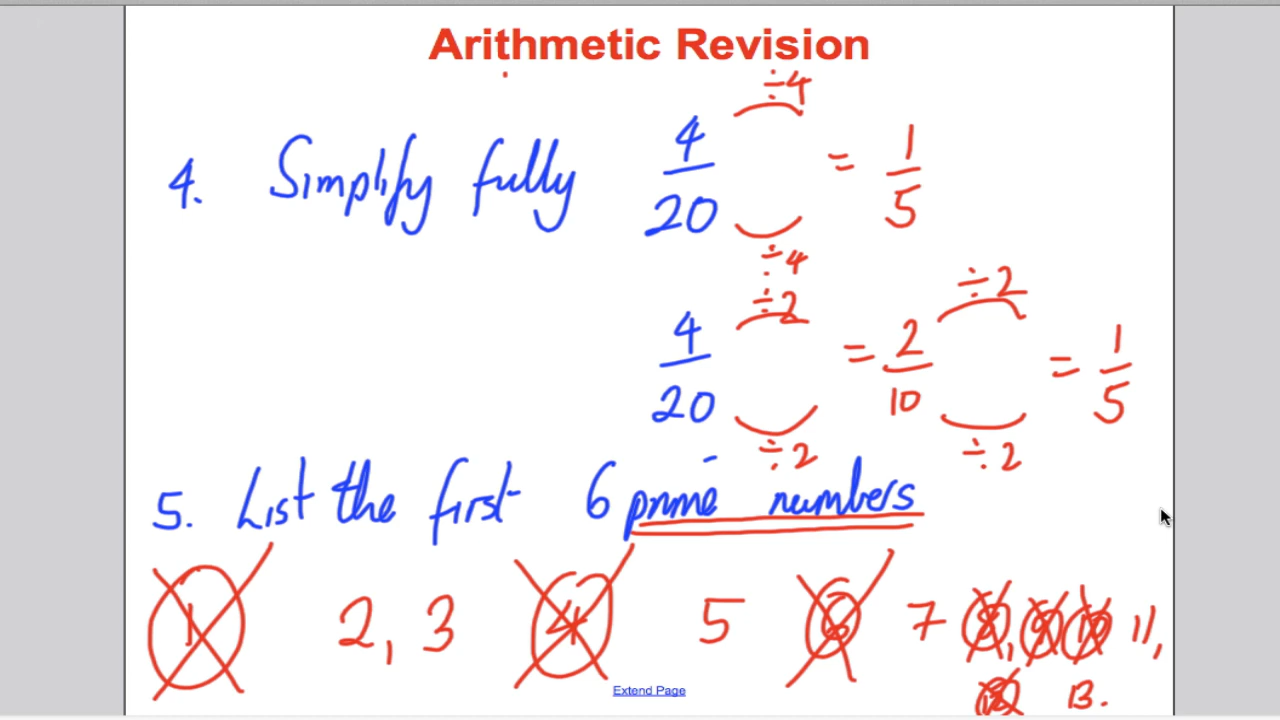 Arithmetic Revision
÷4
4. Simplify fully 4/20 = 1/5
÷4
÷2 ÷2
4/20 = 2/10 = 1/5
÷2 ÷2
5. List the first 6 prime numbers
1 2, 3 4 5 6 7 8, 9 10 11,
12 13.
Extend Page